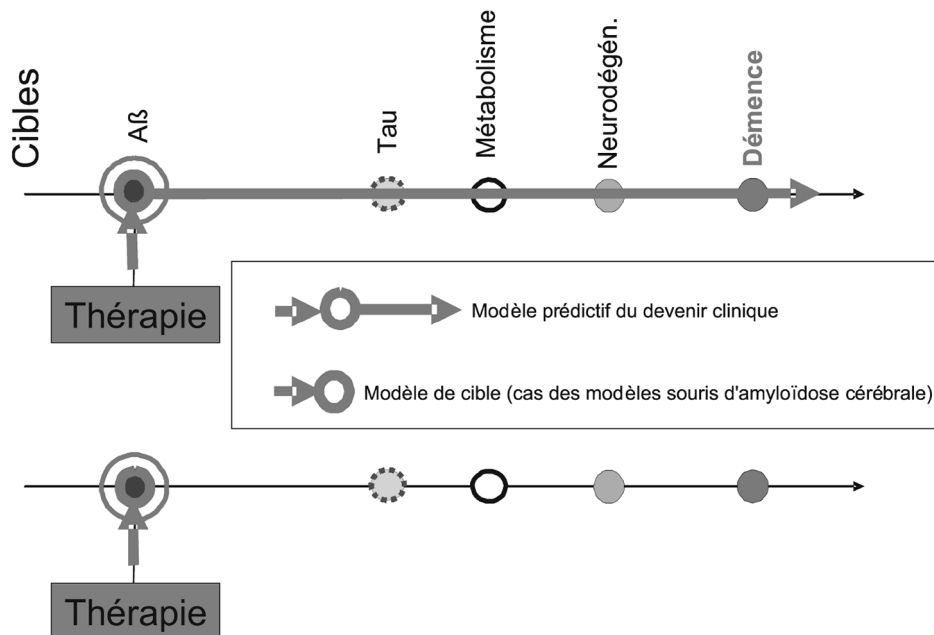 Cibles
Aß
Tau
Métabolisme
Neurodégén.
Démence
Thérapie
Modèle prédictif du devenir clinique
Modèle de cible (cas des modèles souris d'amyloïdose cérébrale)
Thérapie